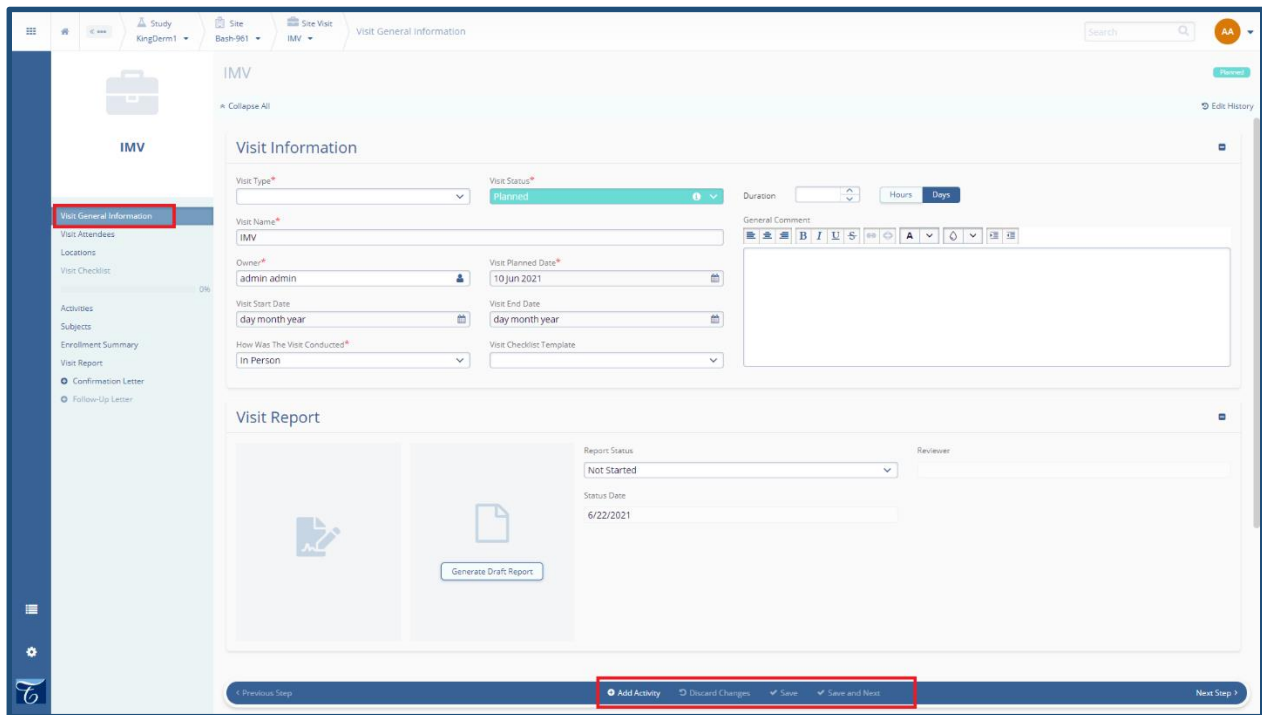 Study
KingDerm1
Site
Bash-961
Site Visit
IMV
Visit General Information
Search
AA
IMV
Planned
Collapse All
Edit History
IMV
Visit General Information
Visit Attendees
Locations
Visit Checklist
0%
Activities
Subjects
Enrollment Summary
Visit Report
Confirmation Letter
Follow-Up Letter
Visit Information
Visit Type*
Visit Status*
Planned
Duration
Hours
Days
Visit Name*
IMV
General Comment
B I U S A
Owner*
admin admin
Visit Planned Date*
10 Jun 2021
Visit Start Date
day month year
Visit End Date
day month year
How Was The Visit Conducted*
In Person
Visit Checklist Template
Visit Report
Generate Draft Report
Report Status
Not Started
Reviewer
Status Date
6/22/2021
< Previous Step
Add Activity
Discard Changes
Save
Save and Next
Next Step >